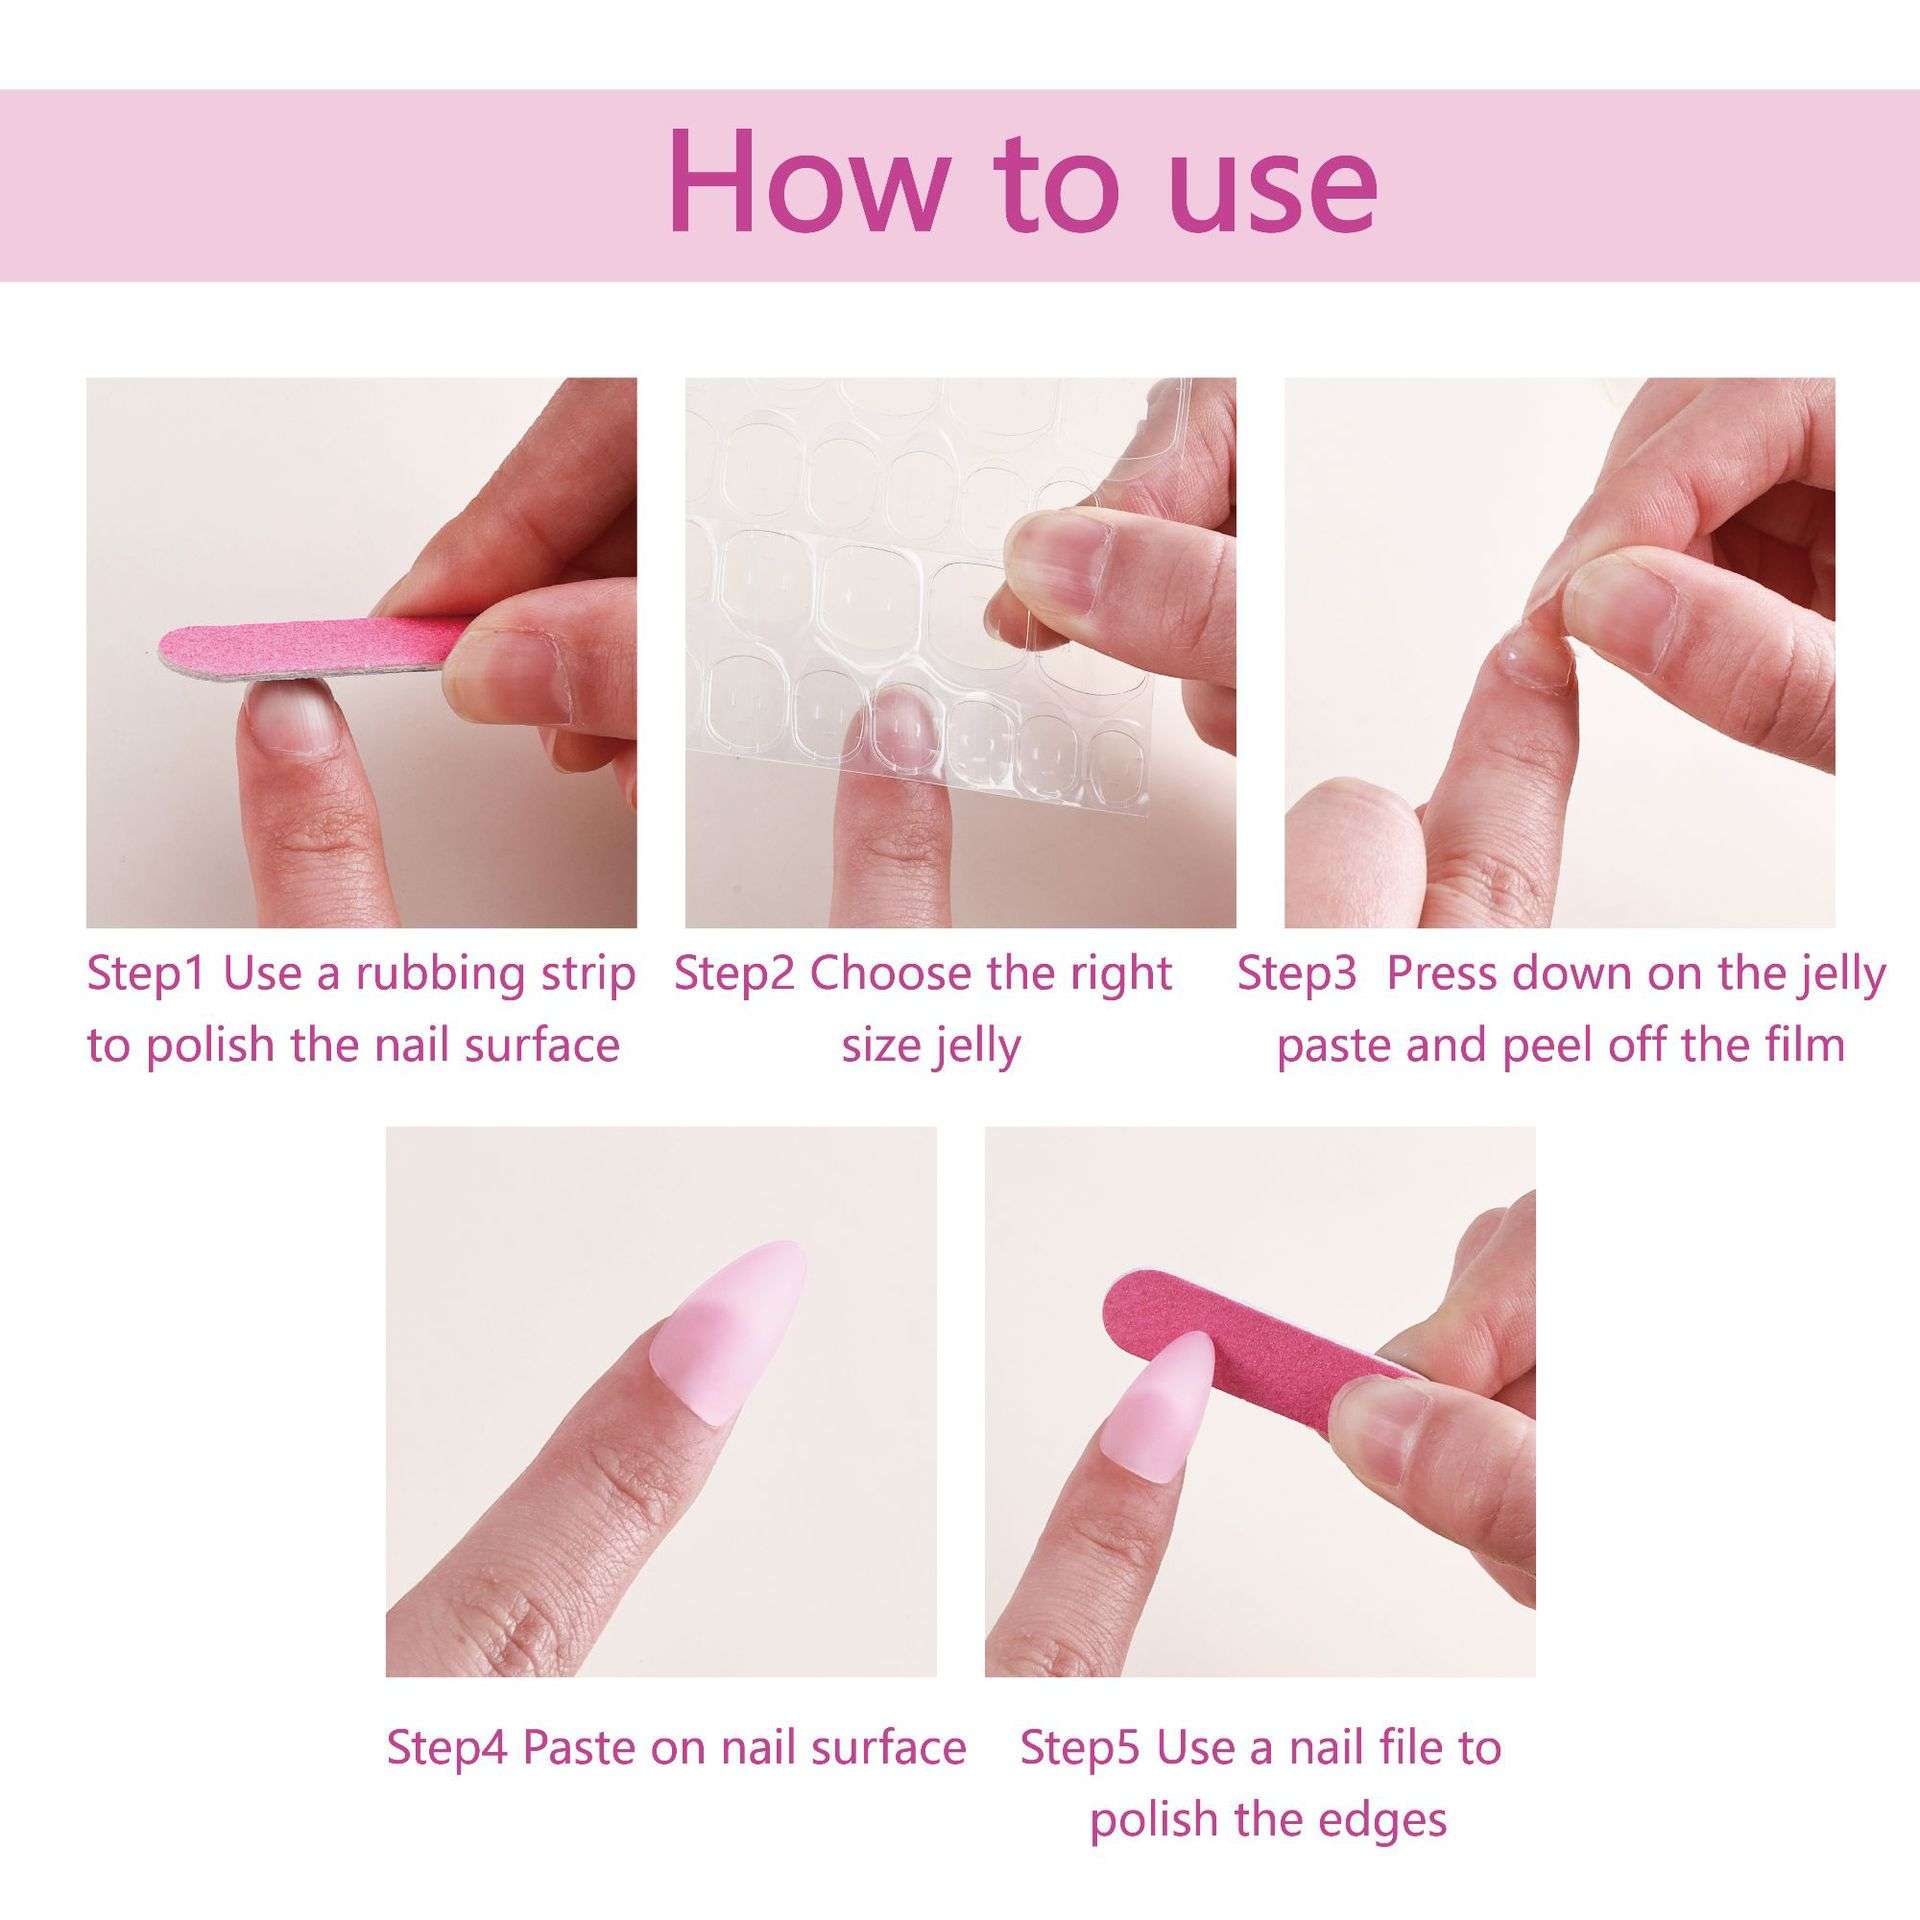 How to use
Step1 Use a rubbing strip
to polish the nail surface
Step2 Choose the right
size jelly
Step3  Press down on the jelly
paste and peel off the film
Step4 Paste on nail surface
Step5 Use a nail file to
polish the edges